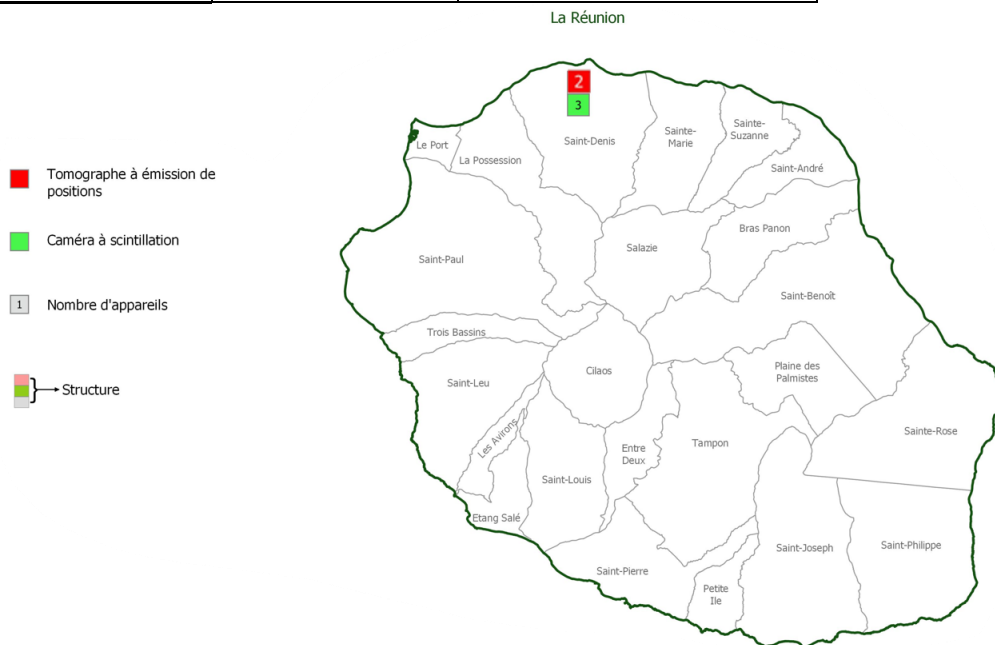 La Réunion
2
3
Saint-Denis
Sainte-
Marie
Sainte-
Suzanne
Saint-André
Le Port
La Possession
Tomographe à émission de
positions
Caméra à scintillation
1
Nombre d'appareils
Structure
Saint-Paul
Salazie
Bras Panon
Saint-Benoît
Trois Bassins
Saint-Leu
Cilaos
Plaine des
Palmistes
Sainte-Rose
Les Avirons
Entre
Deux
Tampon
Saint-Louis
Etang Salé
Saint-Pierre
Petite
Ile
Saint-Joseph
Saint-Philippe